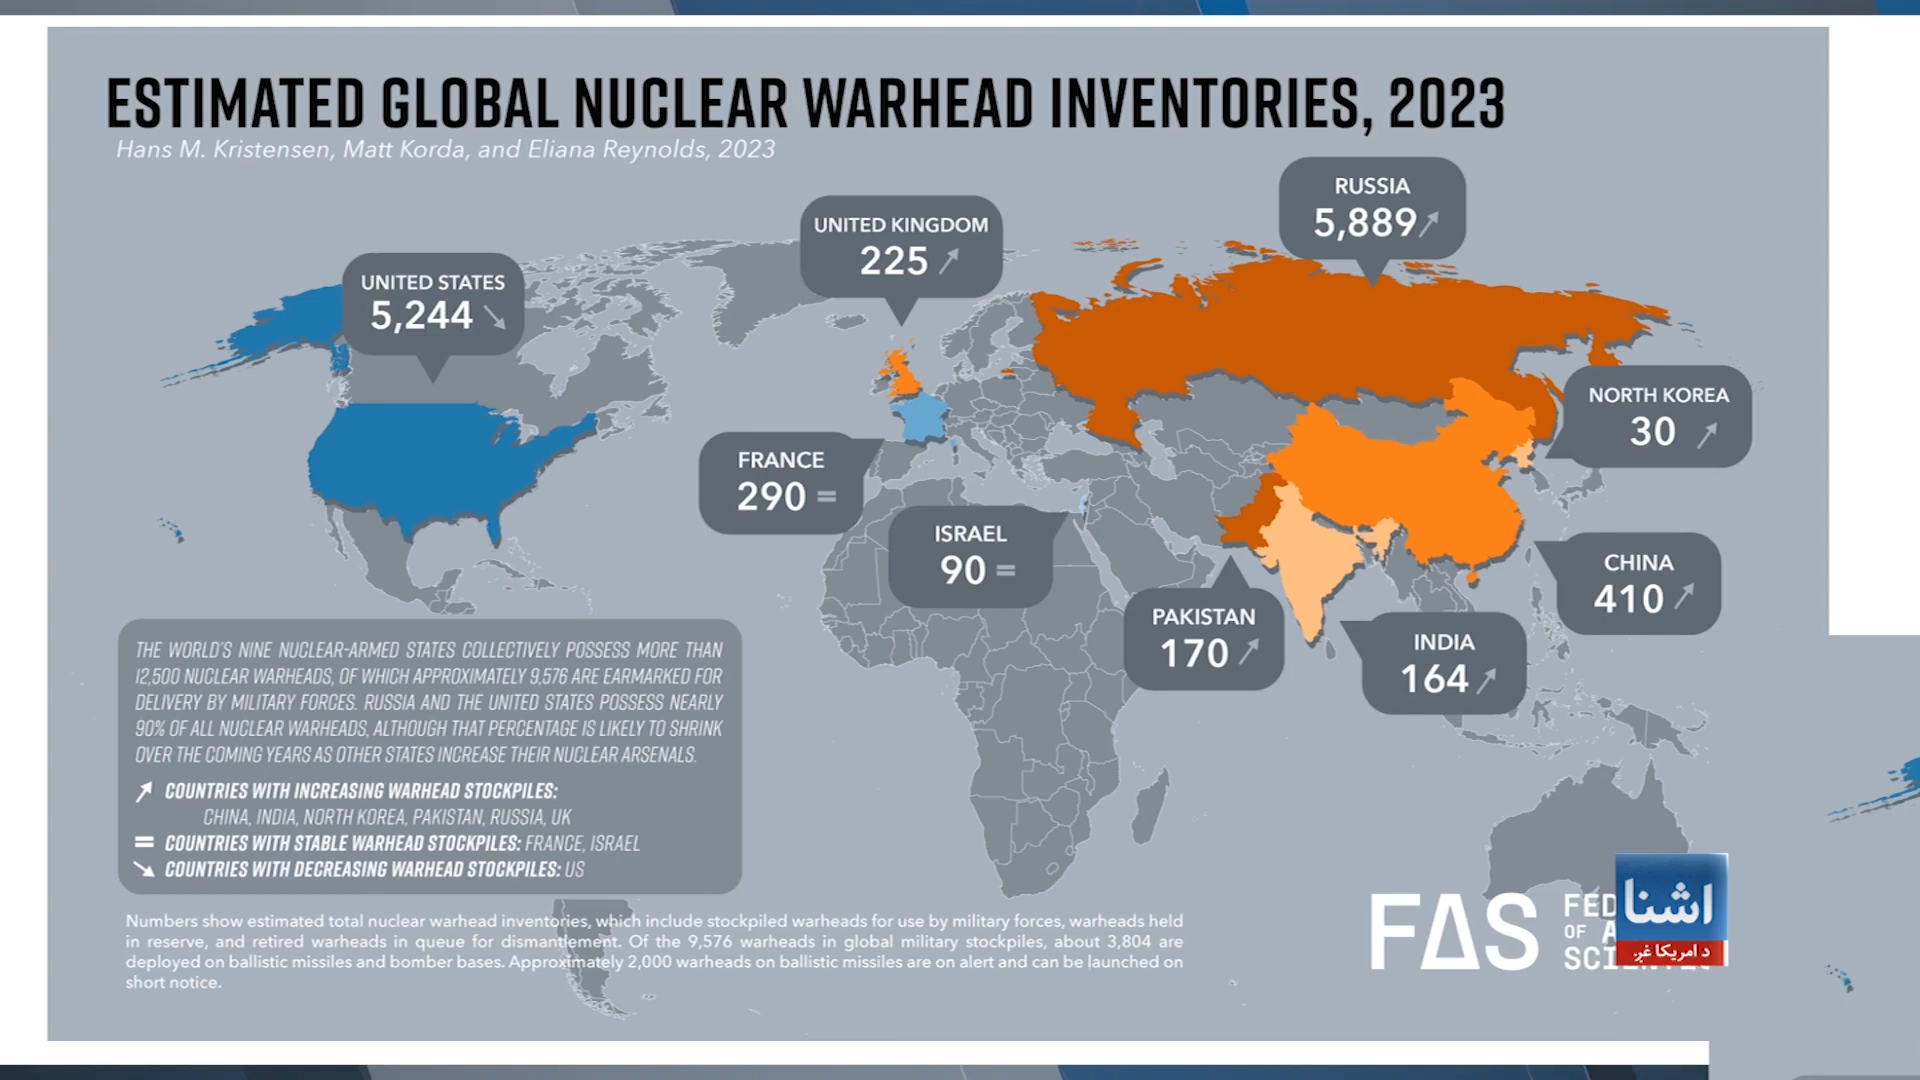 ESTIMATED GLOBAL NUCLEAR WARHEAD INVENTORIES, 2023
Hans M. Kristensen, Matt Korda, and Eliana Reynolds, 2023
RUSSIA
5,889
UNITED KINGDOM
225
UNITED STATES
5,244
NORTH KOREA
30
FRANCE
290 =
ISRAEL
90 =
CHINA
410
PAKISTAN
170
INDIA
164
THE WORLD'S NINE NUCLEAR-ARMED STATES COLLECTIVELY POSSESS MORE THAN
12,500 NUCLEAR WARHEADS, OF WHICH APPROXIMATELY 9,576 ARE EARMARKED FOR
DELIVERY BY MILITARY FORCES. RUSSIA AND THE UNITED STATES POSSESS NEARLY
90% OF ALL NUCLEAR WARHEADS, ALTHOUGH THAT PERCENTAGE IS LIKELY TO SHRINK
OVER THE COMING YEARS AS OTHER STATES INCREASE THEIR NUCLEAR ARSENALS.
COUNTRIES WITH INCREASING WARHEAD STOCKPILES:
CHINA, INDIA, NORTH KOREA, PAKISTAN, RUSSIA, UK
= COUNTRIES WITH STABLE WARHEAD STOCKPILES: FRANCE, ISRAEL
COUNTRIES WITH DECREASING WARHEAD STOCKPILES: US
Numbers show estimated total nuclear warhead inventories, which include stockpiled warheads for use by military forces, warheads held
in reserve, and retired warheads in queue for dismantlement. Of the 9,576 warheads in global military stockpiles, about 3,804 are
deployed on ballistic missiles and bomber bases. Approximately 2,000 warheads on ballistic missiles are on alert and can be launched on
short notice.
FAS
OF
اشنا
د امریکا غږ